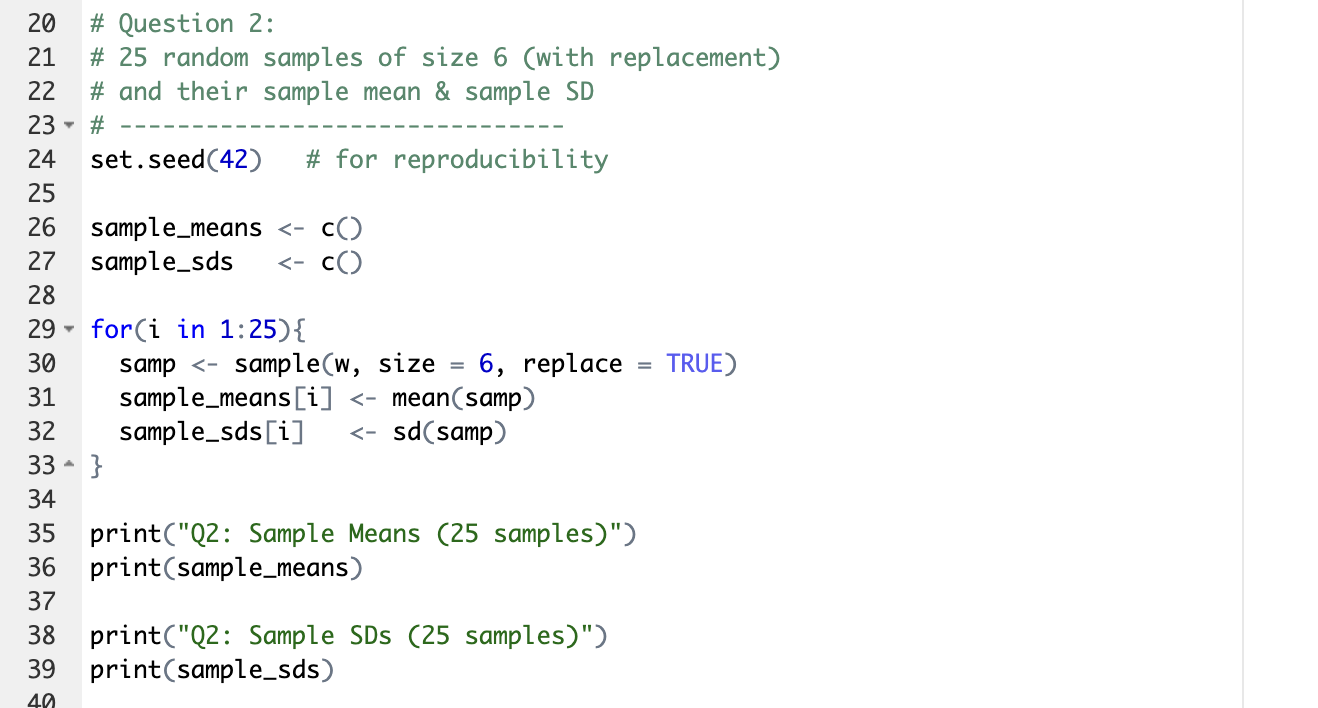 20 # Question 2:
21 # 25 random samples of size 6 (with replacement)
22 # and their sample mean & sample SD
23 # -------------------------------
24 set.seed(42)   # for reproducibility
25
26 sample_means <- c()
27 sample_sds   <- c()
28
29 for(i in 1:25){
30   samp <- sample(w, size = 6, replace = TRUE)
31   sample_means[i] <- mean(samp)
32   sample_sds[i]   <- sd(samp)
33 }
34
35 print("Q2: Sample Means (25 samples)")
36 print(sample_means)
37
38 print("Q2: Sample SDs (25 samples)")
39 print(sample_sds)
40